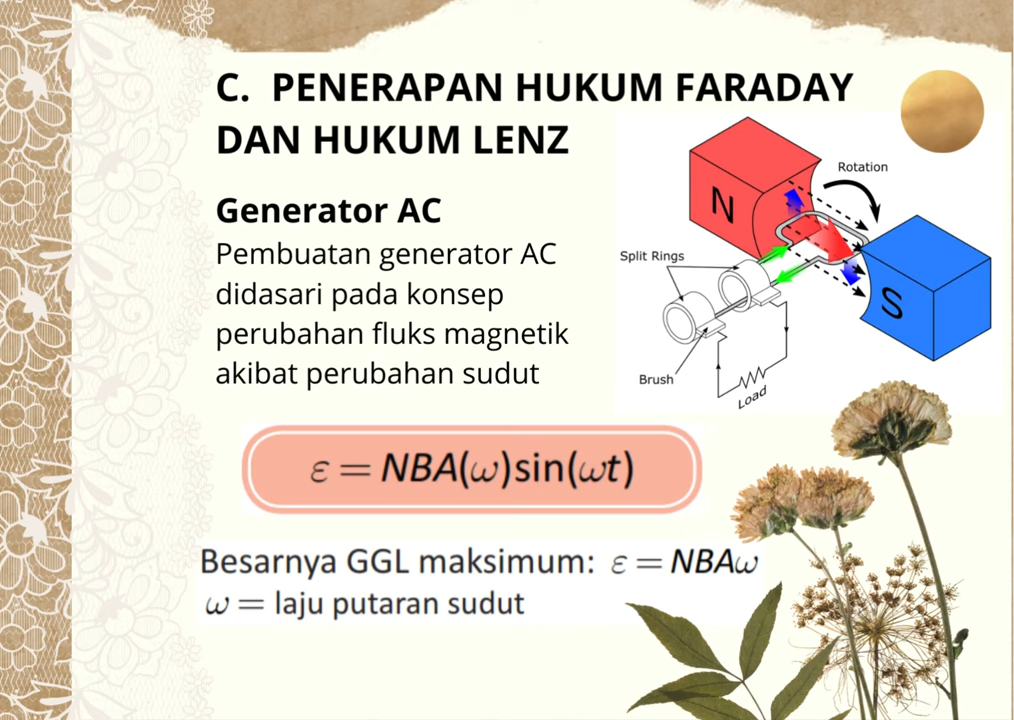 C. PENERAPAN HUKUM FARADAY
DAN HUKUM LENZ
Generator AC
Pembuatan generator AC
didasari pada konsep
perubahan fluks magnetik
akibat perubahan sudut
N
Rotation
Split Rings
S
Brush
Load
ε = NBA(ω)sin(ωt)
Besarnya GGL maksimum: ε = NBAω
ω = laju putaran sudut